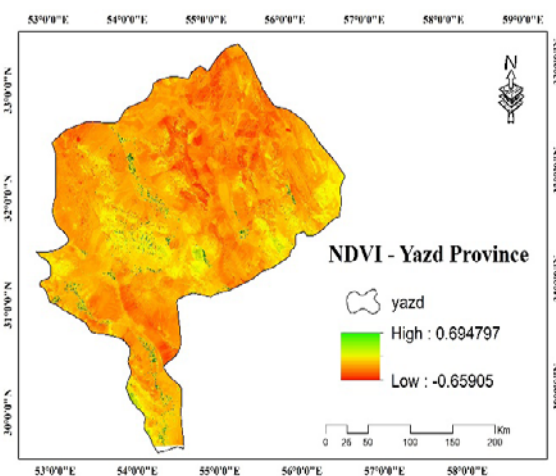 53°0'0"E 54°0'0"E 55°0'0"E 56°0'0"E 57°0'0"E 58°0'0"E 59°0'0"E
33°0'0"N
32°0'0"N
31°0'0"N
30°0'0"N
N
NDVI - Yazd Province
yazd
High : 0.694797
Low : -0.65905
Km
0 25 50 100 150 200
53°0'0"E 54°0'0"E 55°0'0"E 56°0'0"E 57°0'0"E 58°0'0"E